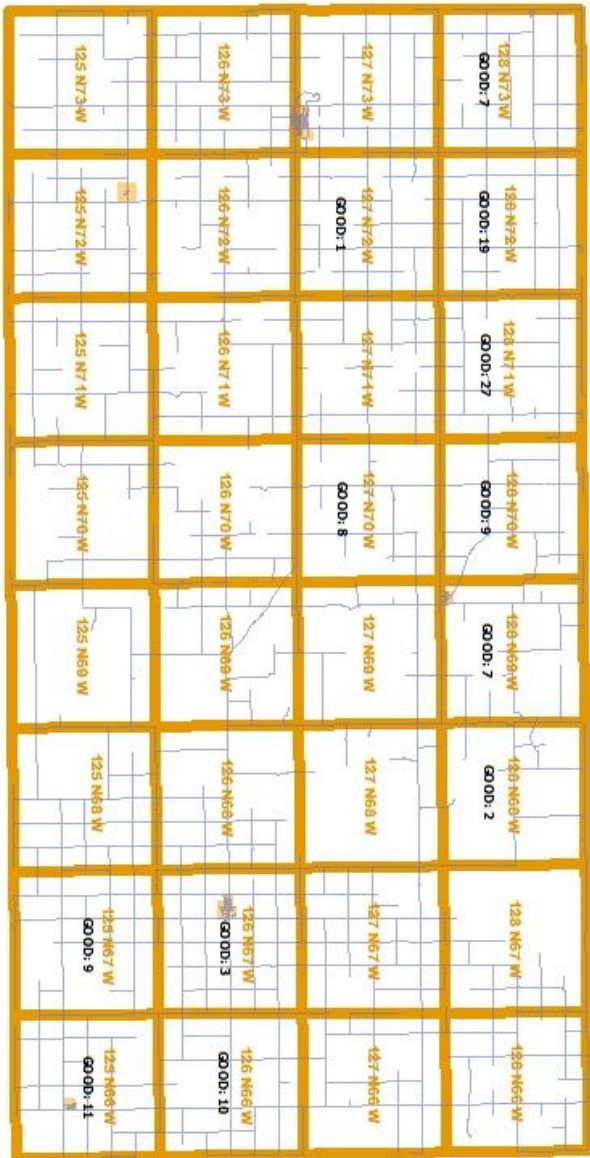 128 N73 W
GOOD: 7
128 N72 W
GOOD: 19
128 N71 W
GOOD: 27
128 N70 W
GOOD: 9
128 N69 W
GOOD: 7
128 N68 W
GOOD: 2
128 N67 W
128 N66 W
127 N73 W
127 N72 W
GOOD: 1
127 N71 W
127 N70 W
GOOD: 8
127 N69 W
127 N68 W
127 N67 W
127 N66 W
126 N73 W
126 N72 W
126 N71 W
126 N70 W
126 N69 W
126 N68 W
126 N67 W
GOOD: 3
126 N66 W
GOOD: 10
125 N73 W
125 N72 W
125 N71 W
125 N70 W
125 N69 W
125 N68 W
125 N67 W
GOOD: 9
125 N66 W
GOOD: 11